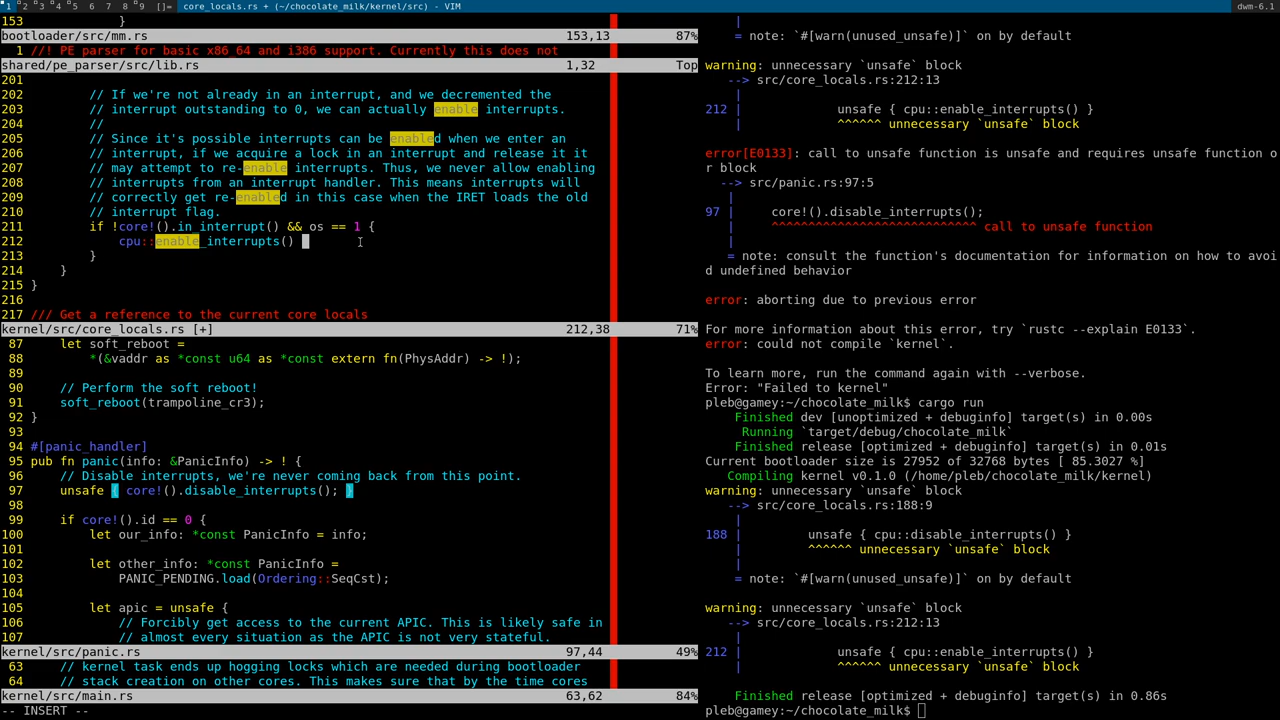 1 2 3 4 5 6 7 8 9 []= core_locals.rs + (~/chocolate_milk/kernel/src) - VIM dwm-6.1
153 }
bootloader/src/mm.rs 153,13 87%
1 //! PE parser for basic x86_64 and i386 support. Currently this does not
shared/pe_parser/src/lib.rs 1,32 Top
201
202 // If we're not already in an interrupt, and we decremented the
203 // interrupt outstanding to 0, we can actually enable interrupts.
204 //
205 // Since it's possible interrupts can be enabled when we enter an
206 // interrupt, if we acquire a lock in an interrupt and release it it
207 // may attempt to re-enable interrupts. Thus, we never allow enabling
208 // interrupts from an interrupt handler. This means interrupts will
209 // correctly get re-enabled in this case when the IRET loads the old
210 // interrupt flag.
211 if !core!().in_interrupt() && os == 1 {
212 cpu::enable_interrupts()
213 }
214 }
215 }
216
217 /// Get a reference to the current core locals
kernel/src/core_locals.rs [+] 212,38 71%
87 let soft_reboot =
88 *(&vaddr as *const u64 as *const extern fn(PhysAddr) -> !);
89
90 // Perform the soft reboot!
91 soft_reboot(trampoline_cr3);
92 }
93
94 #[panic_handler]
95 pub fn panic(info: &PanicInfo) -> ! {
96 // Disable interrupts, we're never coming back from this point.
97 unsafe { core!().disable_interrupts(); }
98
99 if core!().id == 0 {
100 let our_info: *const PanicInfo = info;
101
102 let other_info: *const PanicInfo =
103 PANIC_PENDING.load(Ordering::SeqCst);
104
105 let apic = unsafe {
106 // Forcibly get access to the current APIC. This is likely safe in
107 // almost every situation as the APIC is not very stateful.
kernel/src/panic.rs 97,44 49%
63 // kernel task ends up hogging locks which are needed during bootloader
64 // stack creation on other cores. This makes sure that by the time cores
kernel/src/main.rs 63,62 84%
-- INSERT --
|
= note: `#[warn(unused_unsafe)]` on by default

warning: unnecessary `unsafe` block
--> src/core_locals.rs:212:13
|
212 | unsafe { cpu::enable_interrupts() }
| ^^^^^^ unnecessary `unsafe` block

error[E0133]: call to unsafe function is unsafe and requires unsafe function o
r block
--> src/panic.rs:97:5
|
97 | core!().disable_interrupts();
| ^^^^^^^^^^^^^^^^^^^^^^^^^^^^ call to unsafe function
|
= note: consult the function's documentation for information on how to avoi
d undefined behavior

error: aborting due to previous error

For more information about this error, try `rustc --explain E0133`.
error: could not compile `kernel`.

To learn more, run the command again with --verbose.
Error: "Failed to kernel"
pleb@gamey:~/chocolate_milk$ cargo run
Finished dev [unoptimized + debuginfo] target(s) in 0.00s
Running `target/debug/chocolate_milk`
Finished release [optimized + debuginfo] target(s) in 0.01s
Current bootloader size is 27952 of 32768 bytes [ 85.3027 %]
Compiling kernel v0.1.0 (/home/pleb/chocolate_milk/kernel)
warning: unnecessary `unsafe` block
--> src/core_locals.rs:188:9
|
188 | unsafe { cpu::disable_interrupts() }
| ^^^^^^ unnecessary `unsafe` block
|
= note: `#[warn(unused_unsafe)]` on by default

warning: unnecessary `unsafe` block
--> src/core_locals.rs:212:13
|
212 | unsafe { cpu::enable_interrupts() }
| ^^^^^^ unnecessary `unsafe` block

Finished release [optimized + debuginfo] target(s) in 0.86s
pleb@gamey:~/chocolate_milk$